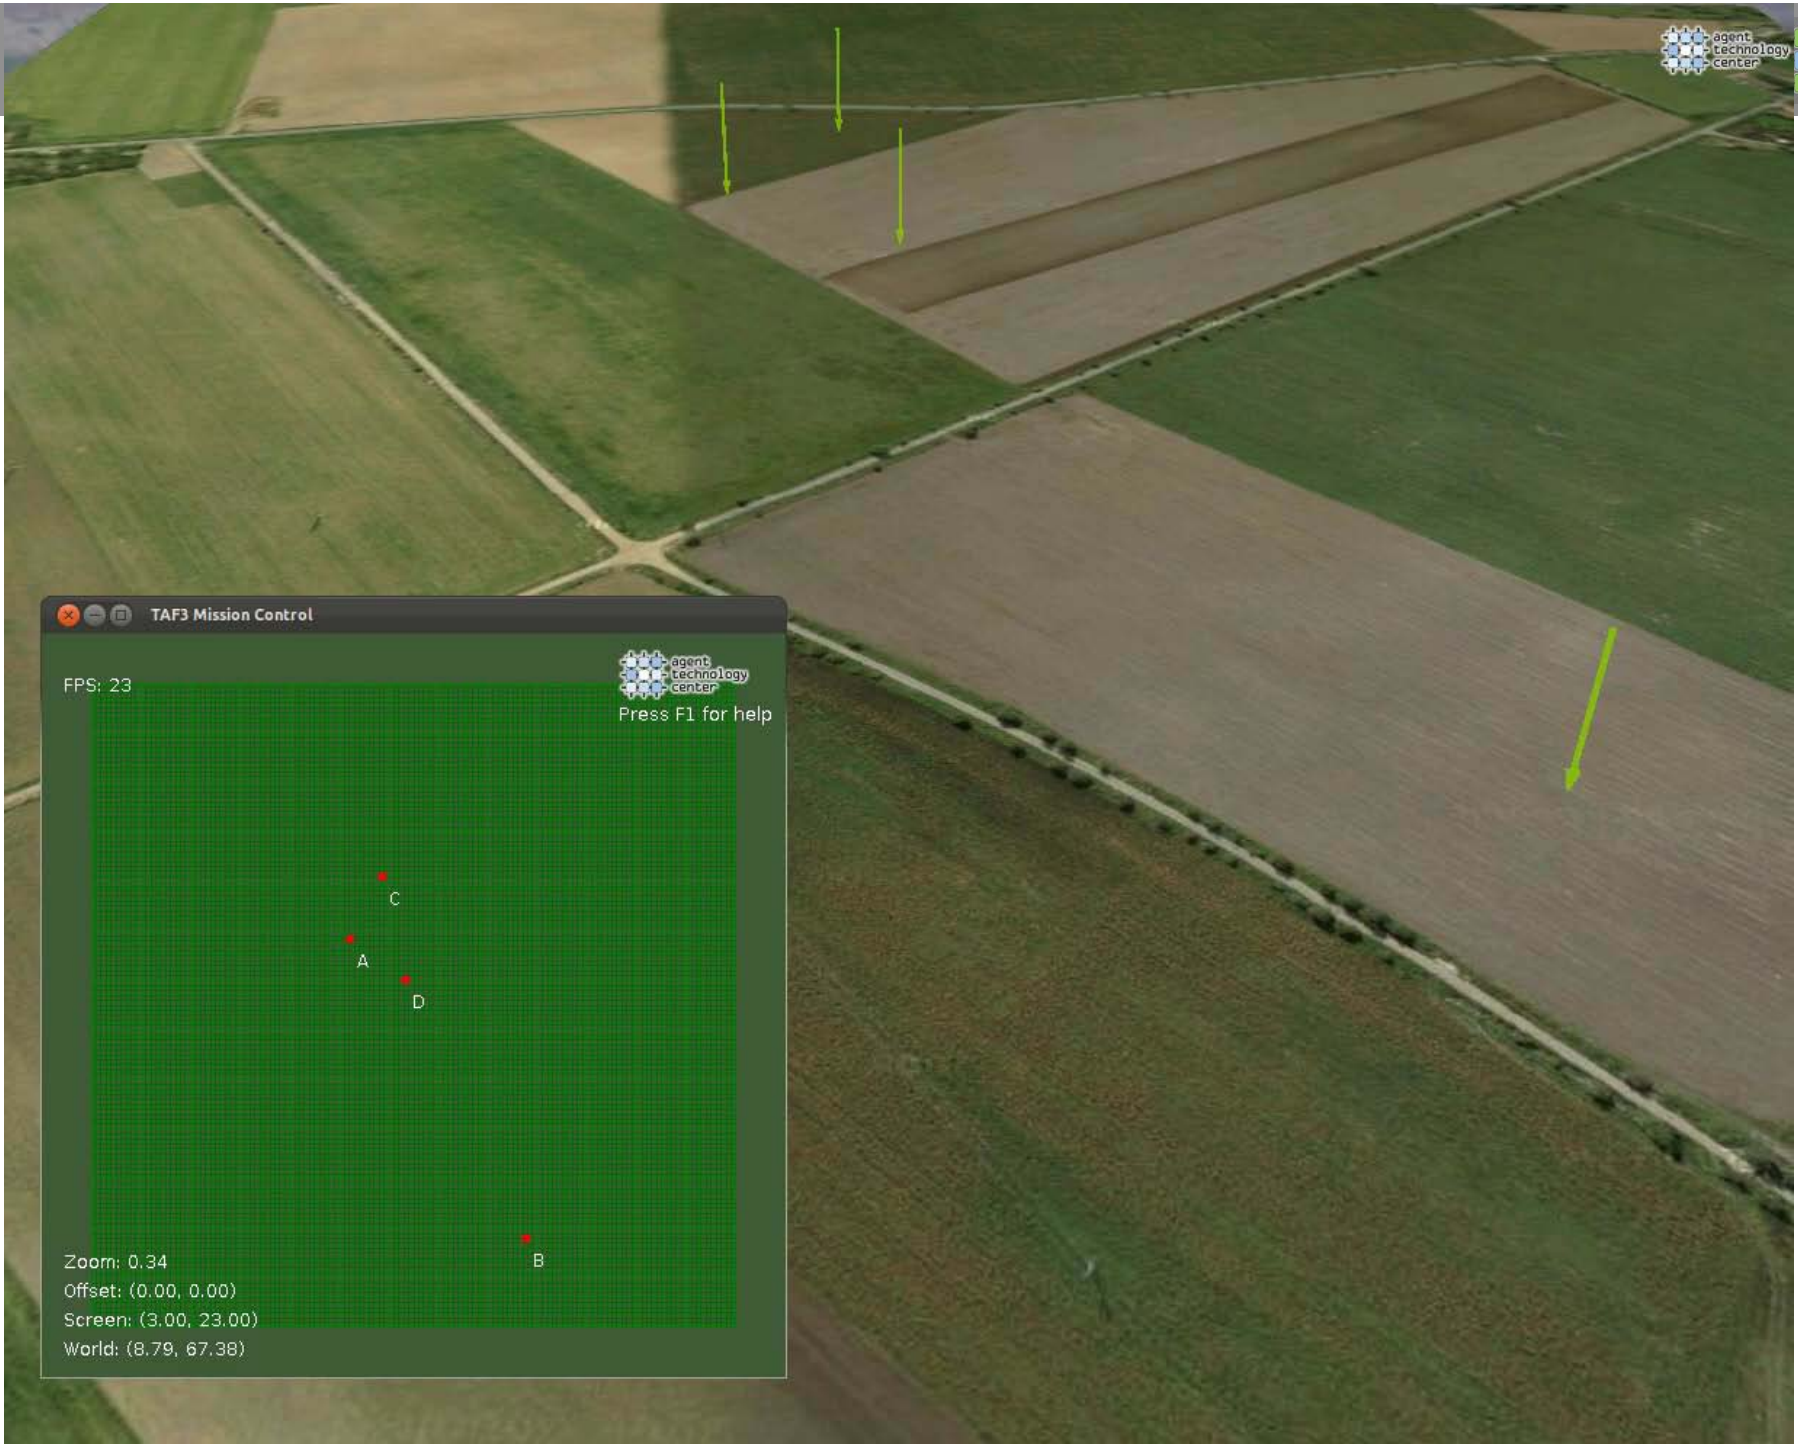 agent
technology
center
TAF3 Mission Control
agent
technology
center
FPS: 23
Press F1 for help
C
A
D
B
Zoom: 0.34
Offset: (0.00, 0.00)
Screen: (3.00, 23.00)
World: (8.79, 67.38)